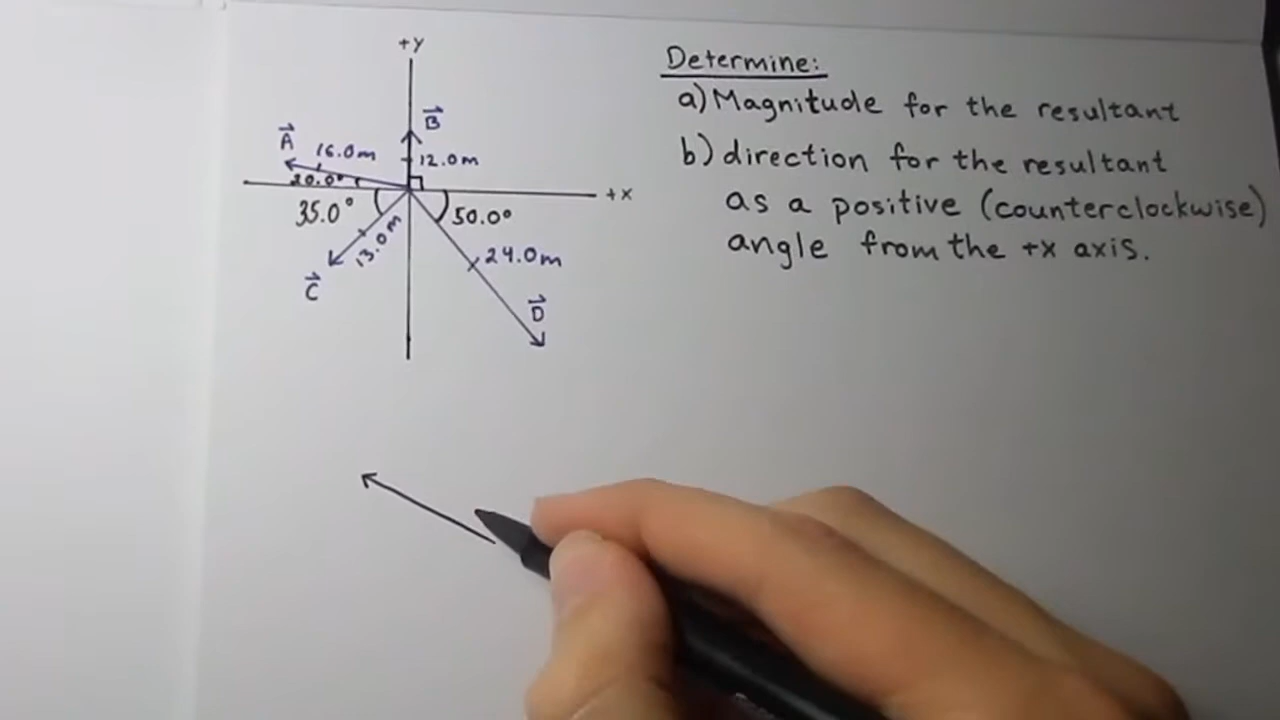 +Y
B
A
16.0m
12.0m
20.0°
+X
35.0°
50.0°
13.0m
24.0m
C
D
Determine:
a) Magnitude for the resultant
b) direction for the resultant
as a positive (counterclockwise)
angle from the +x axis.